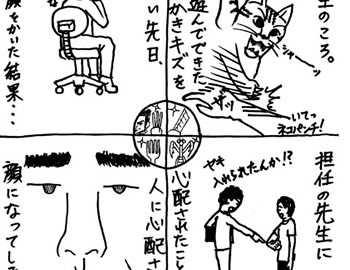 生のころ。
遊んでできた
かきキズを
シャーッ
ザッ
いてっ
ネコパンチ!
担任の先生に
心配されたこと
ヤキ
入れられたんか!?
い先日、
顔をかいた結果…
人に心配さ
顔になってし